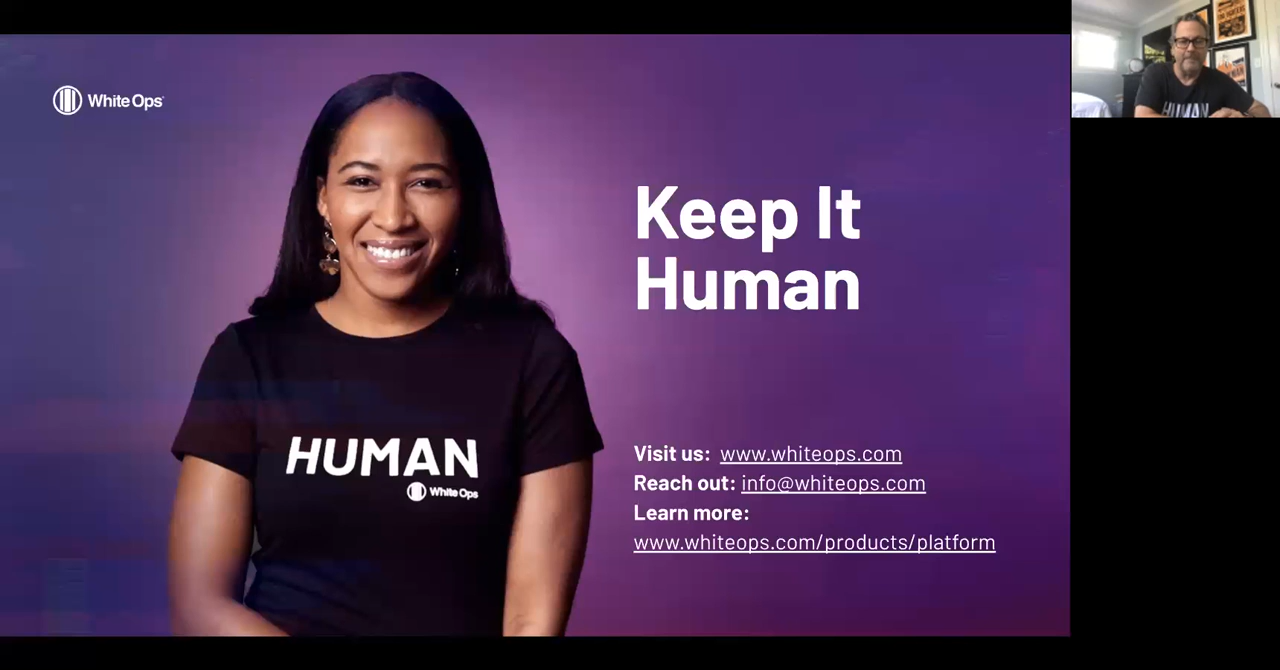 White Ops
Keep It
Human
HUMAN
White Ops
Visit us: www.whiteops.com
Reach out: info@whiteops.com
Learn more:
www.whiteops.com/products/platform
HUMAN